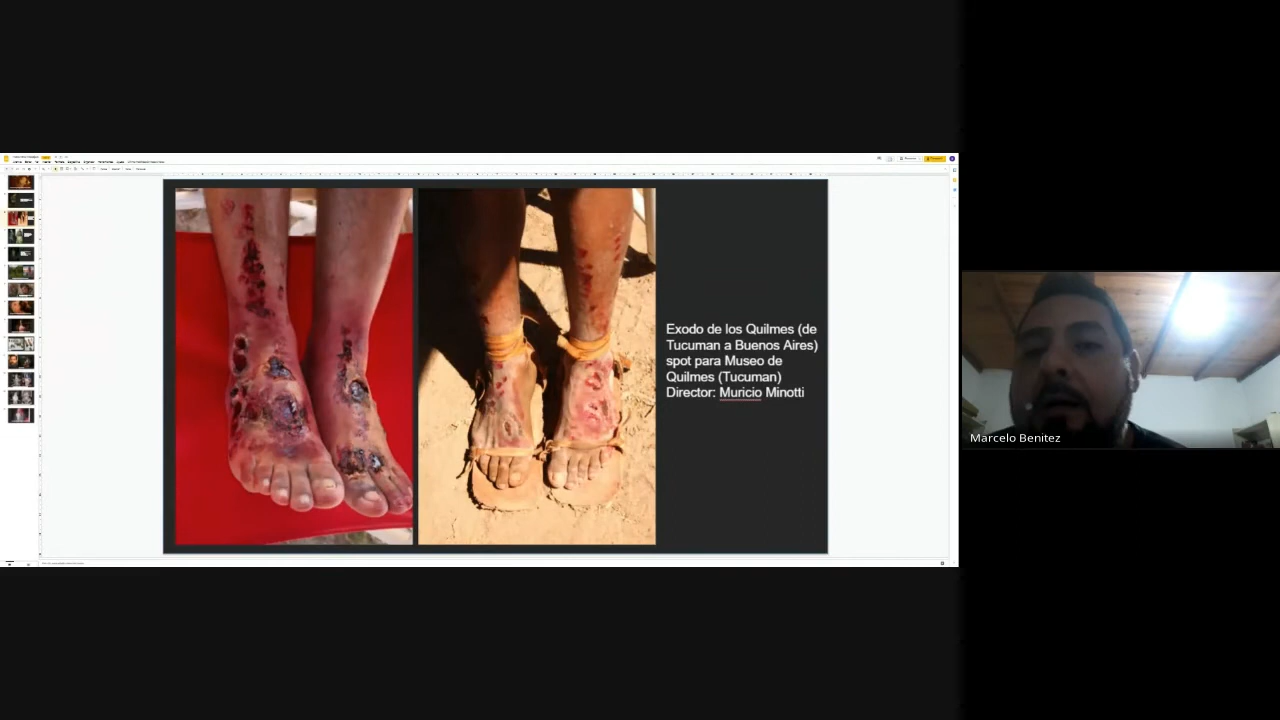 Exodo de los Quilmes (de
Tucuman a Buenos Aires)
spot para Museo de
Quilmes (Tucuman)
Director: Muricio Minotti
Marcelo Benitez